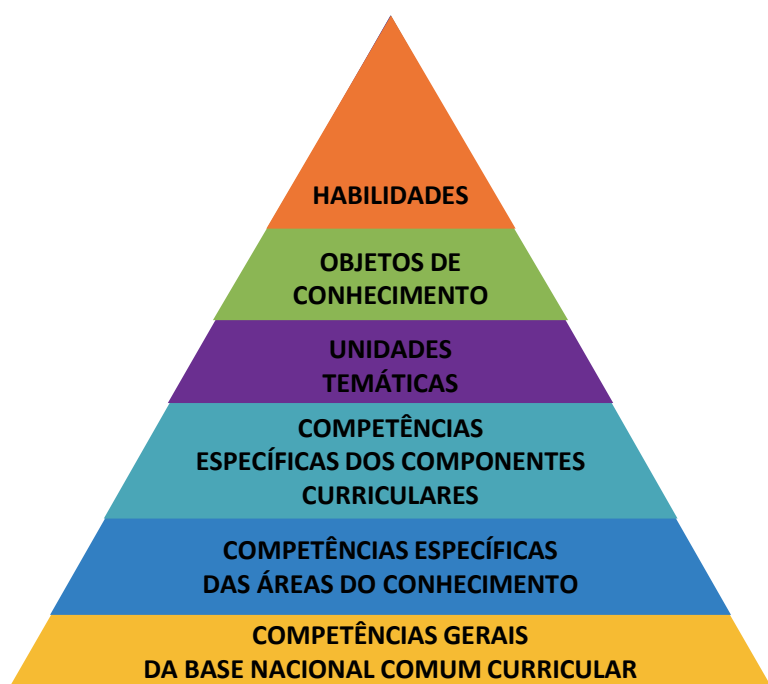 HABILIDADES
OBJETOS DE
CONHECIMENTO
UNIDADES
TEMÁTICAS
COMPETÊNCIAS
ESPECÍFICAS DOS COMPONENTES
CURRICULARES
COMPETÊNCIAS ESPECÍFICAS
DAS ÁREAS DO CONHECIMENTO
COMPETÊNCIAS GERAIS
DA BASE NACIONAL COMUM CURRICULAR